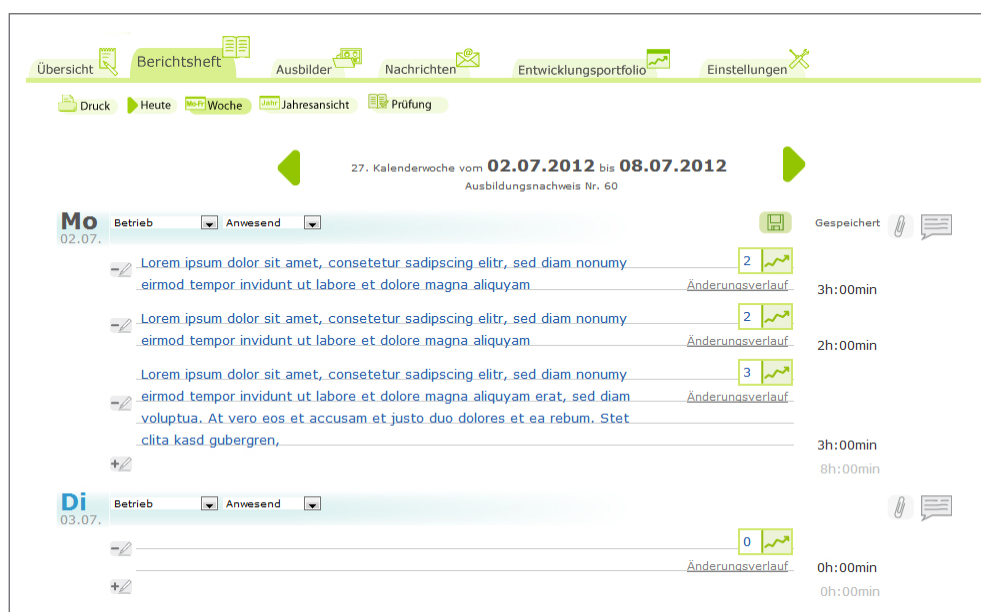 Übersicht Berichtsheft Ausbilder Nachrichten Entwicklungsportfolio Einstellungen
Druck Heute Mo-Fr Woche Jahr Jahresansicht Prüfung
27. Kalenderwoche vom 02.07.2012 bis 08.07.2012
Ausbildungsnachweis Nr. 60
Mo Betrieb Anwesend Gespeichert
02.07.
Lorem ipsum dolor sit amet, consetetur sadipscing elitr, sed diam nonumy 2
eirmod tempor invidunt ut labore et dolore magna aliquyam Änderungsverlauf 3h:00min
Lorem ipsum dolor sit amet, consetetur sadipscing elitr, sed diam nonumy 2
eirmod tempor invidunt ut labore et dolore magna aliquyam Änderungsverlauf 2h:00min
Lorem ipsum dolor sit amet, consetetur sadipscing elitr, sed diam nonumy 3
eirmod tempor invidunt ut labore et dolore magna aliquyam erat, sed diam Änderungsverlauf
voluptua. At vero eos et accusam et justo duo dolores et ea rebum. Stet
clita kasd gubergren, 3h:00min
8h:00min
Di Betrieb Anwesend
03.07.
0
Änderungsverlauf 0h:00min
0h:00min